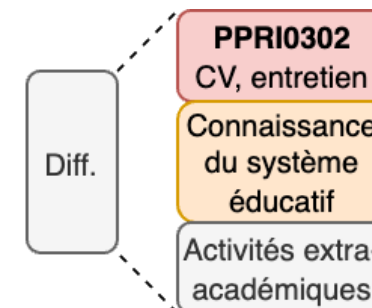 Diff.
PPRI0302
CV, entretien
Connaissance
du système
éducatif
Activités extra-
académiques